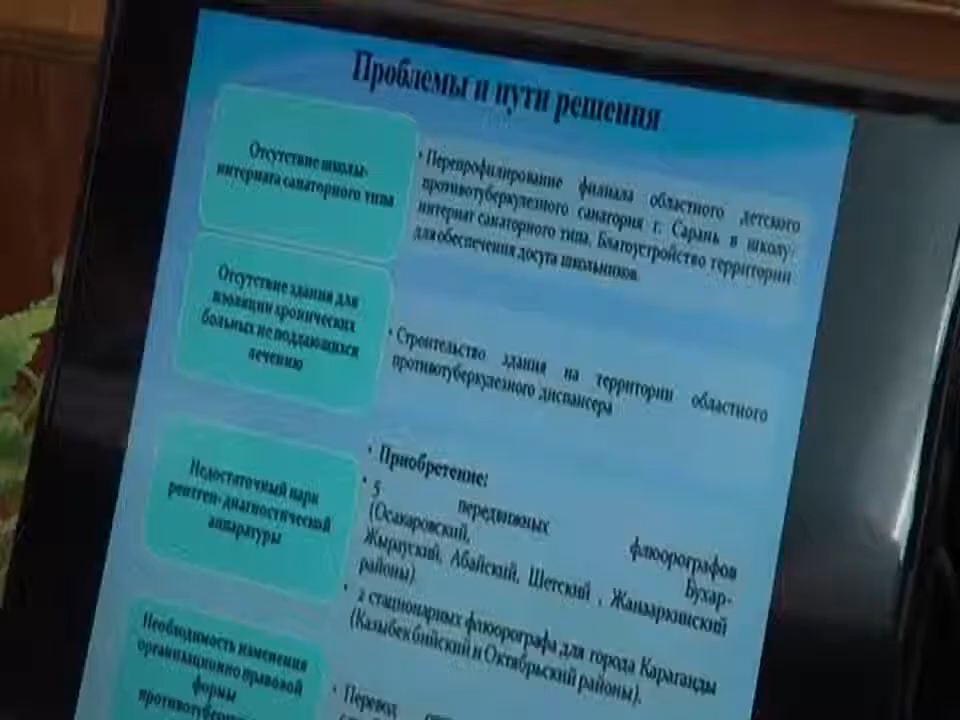 Проблемы и пути решения
Отсутствие школы-
интерната санаторного типа
• Перепрофилирование филиала областного детского
противотуберкулезного санатория г. Сарань в школу-
интернат санаторного типа. Благоустройство территории
для обеспечения досуга школьников.
Отсутствие здания для
изоляции хронических
больных не поддающихся
лечению
• Строительство здания на территории областного
противотуберкулезного диспансера
Недостаточный парк
рентген- диагностической
аппаратуры
• Приобретение:
• 5 передвижных флюорографов
(Осакаровский, Бухар-
Жырауский, Абайский, Шетский , Жанааркинский
районы)
• 2 стационарных флюорографа для города Караганды
(Казыбек бийский и Октябрьский районы).
Необходимость изменения
организационно правовой
формы
• Перевод